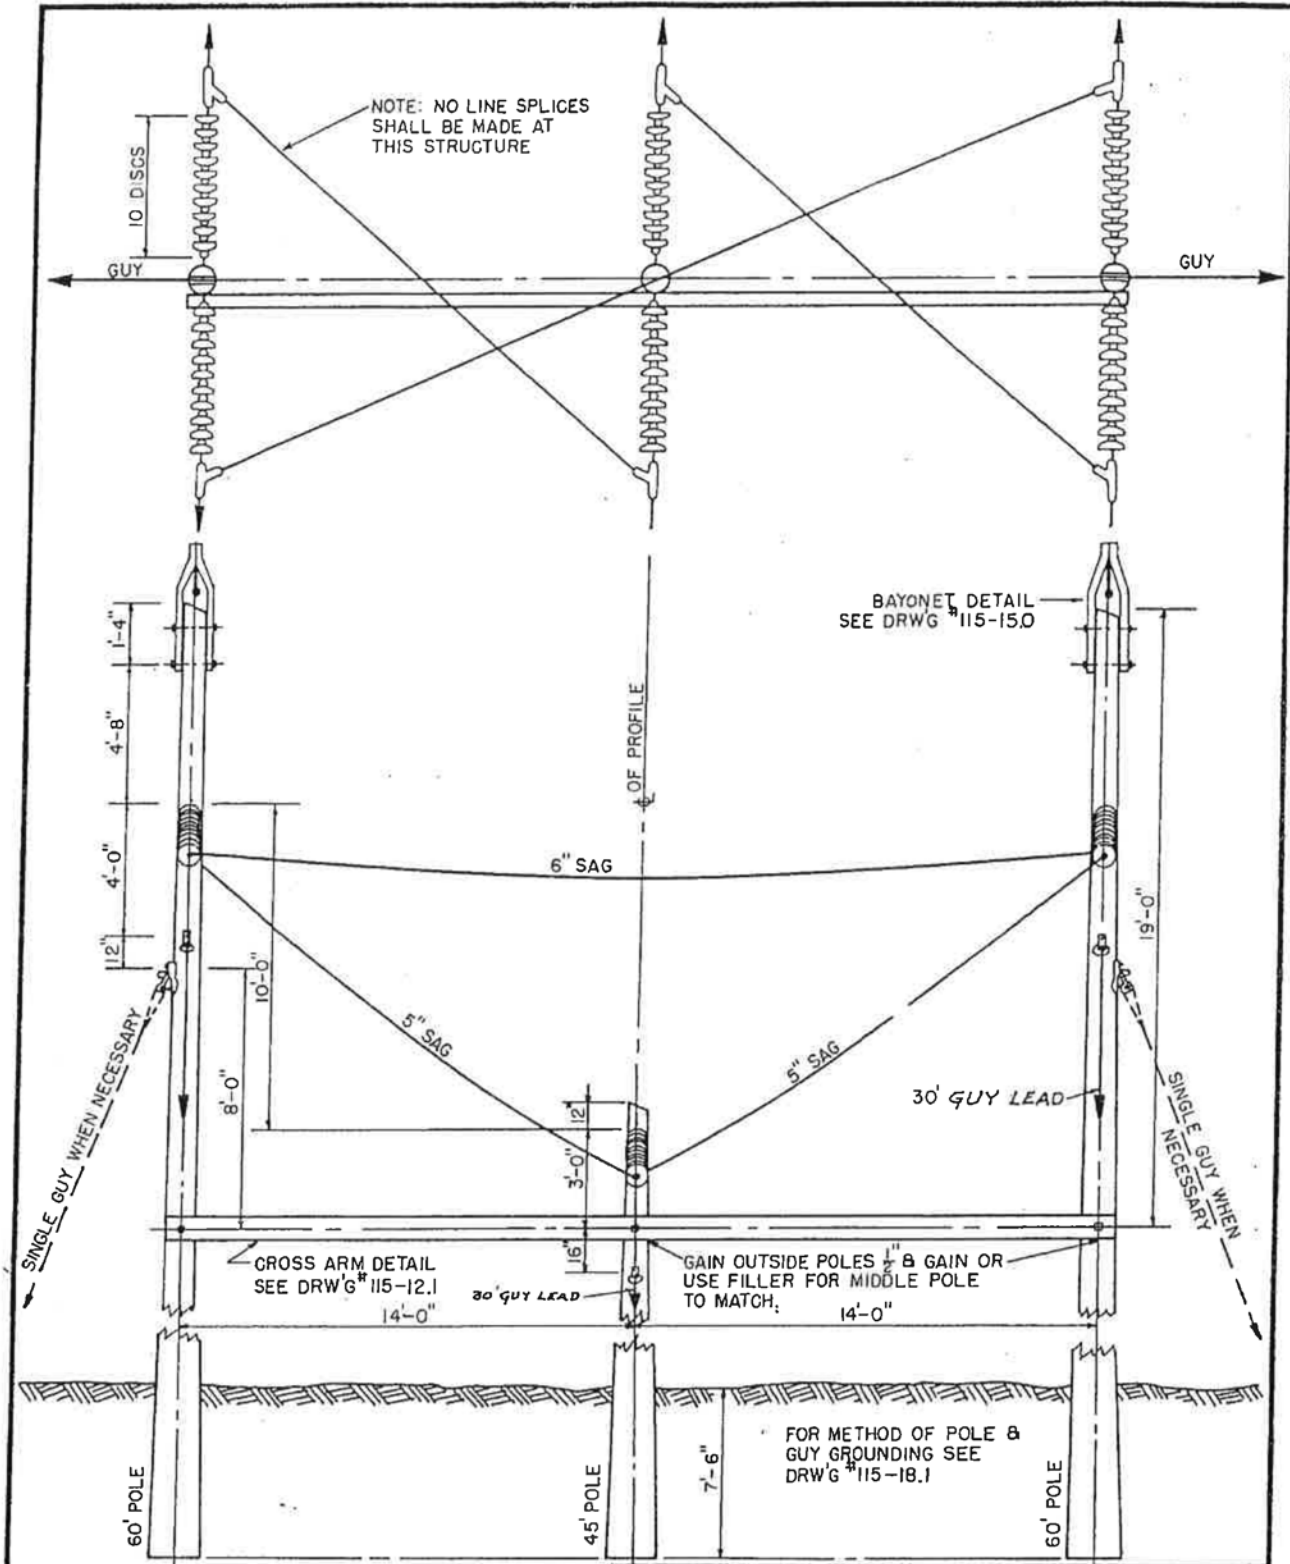 NOTE: NO LINE SPLICES
SHALL BE MADE AT
THIS STRUCTURE
10 DISCS
GUY
GUY
BAYONET DETAIL
SEE DRW'G #115-15.0
1'-4"
4'-8"
4'-0"
12"
℄ OF PROFILE
6" SAG
19'-0"
10'-0"
5" SAG
5" SAG
8'-0"
SINGLE GUY WHEN NECESSARY
SINGLE GUY WHEN
NECESSARY
30' GUY LEAD
12
3'-0"
16"
CROSS ARM DETAIL
SEE DRW'G #115-12.1
30' GUY LEAD
GAIN OUTSIDE POLES 1/2" & GAIN OR
USE FILLER FOR MIDDLE POLE
TO MATCH.
14'-0"
14'-0"
7'-6"
FOR METHOD OF POLE &
GUY GROUNDING SEE
DRW'G #115-18.1
60' POLE
45' POLE
60' POLE